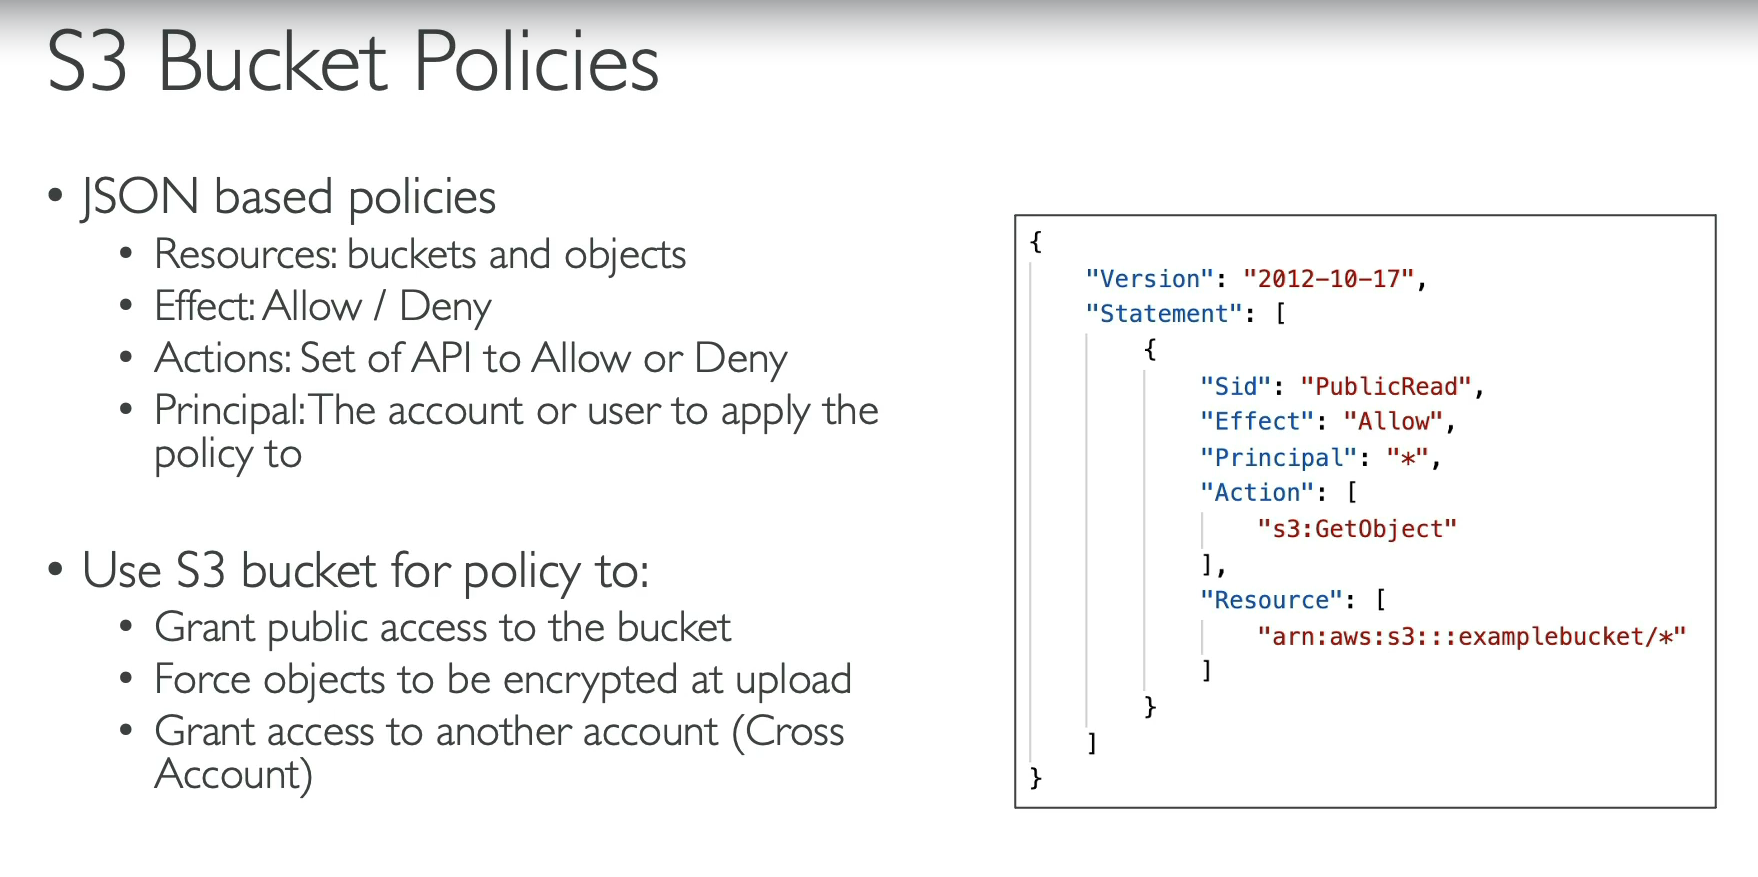 S3 Bucket Policies
• JSON based policies
• Resources: buckets and objects
• Effect: Allow / Deny
• Actions: Set of API to Allow or Deny
• Principal: The account or user to apply the
policy to
• Use S3 bucket for policy to:
• Grant public access to the bucket
• Force objects to be encrypted at upload
• Grant access to another account (Cross
Account)
{
"Version": "2012-10-17",
"Statement": [
{
"Sid": "PublicRead",
"Effect": "Allow",
"Principal": "*",
"Action": [
"s3:GetObject"
],
"Resource": [
"arn:aws:s3:::examplebucket/*"
]
}
]
}